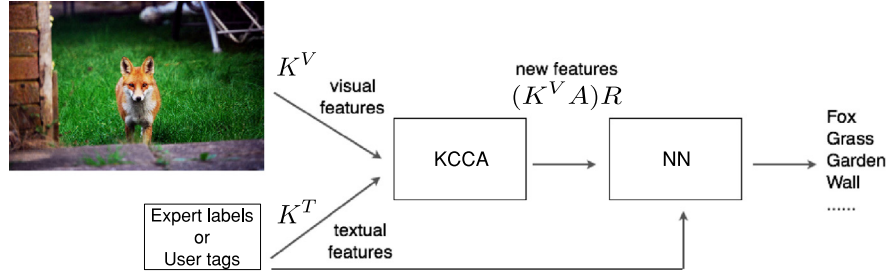 K^V
visual
features
new features
(K^V A)R
KCCA
NN
Fox
Grass
Garden
Wall
......
Expert labels
or
User tags
K^T
textual
features